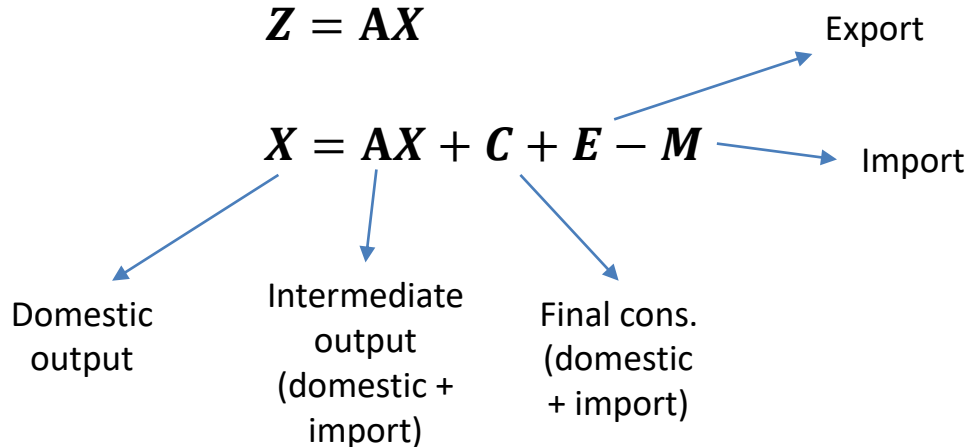 Z = AX
Export
X = AX + C + E − M
Import
Domestic
output
Intermediate
output
(domestic +
import)
Final cons.
(domestic
+ import)